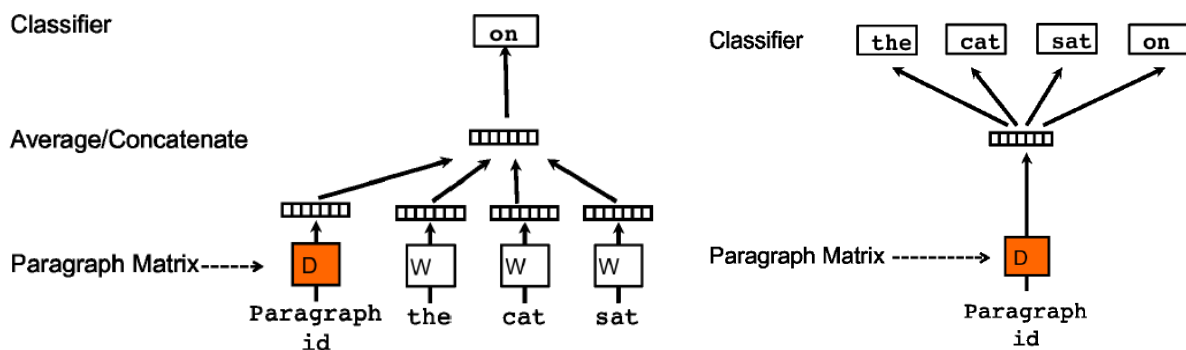 Classifier
on
Average/Concatenate
Paragraph Matrix
D
W
W
W
Paragraph
id
the
cat
sat
Classifier
the
cat
sat
on
Paragraph Matrix
D
Paragraph
id